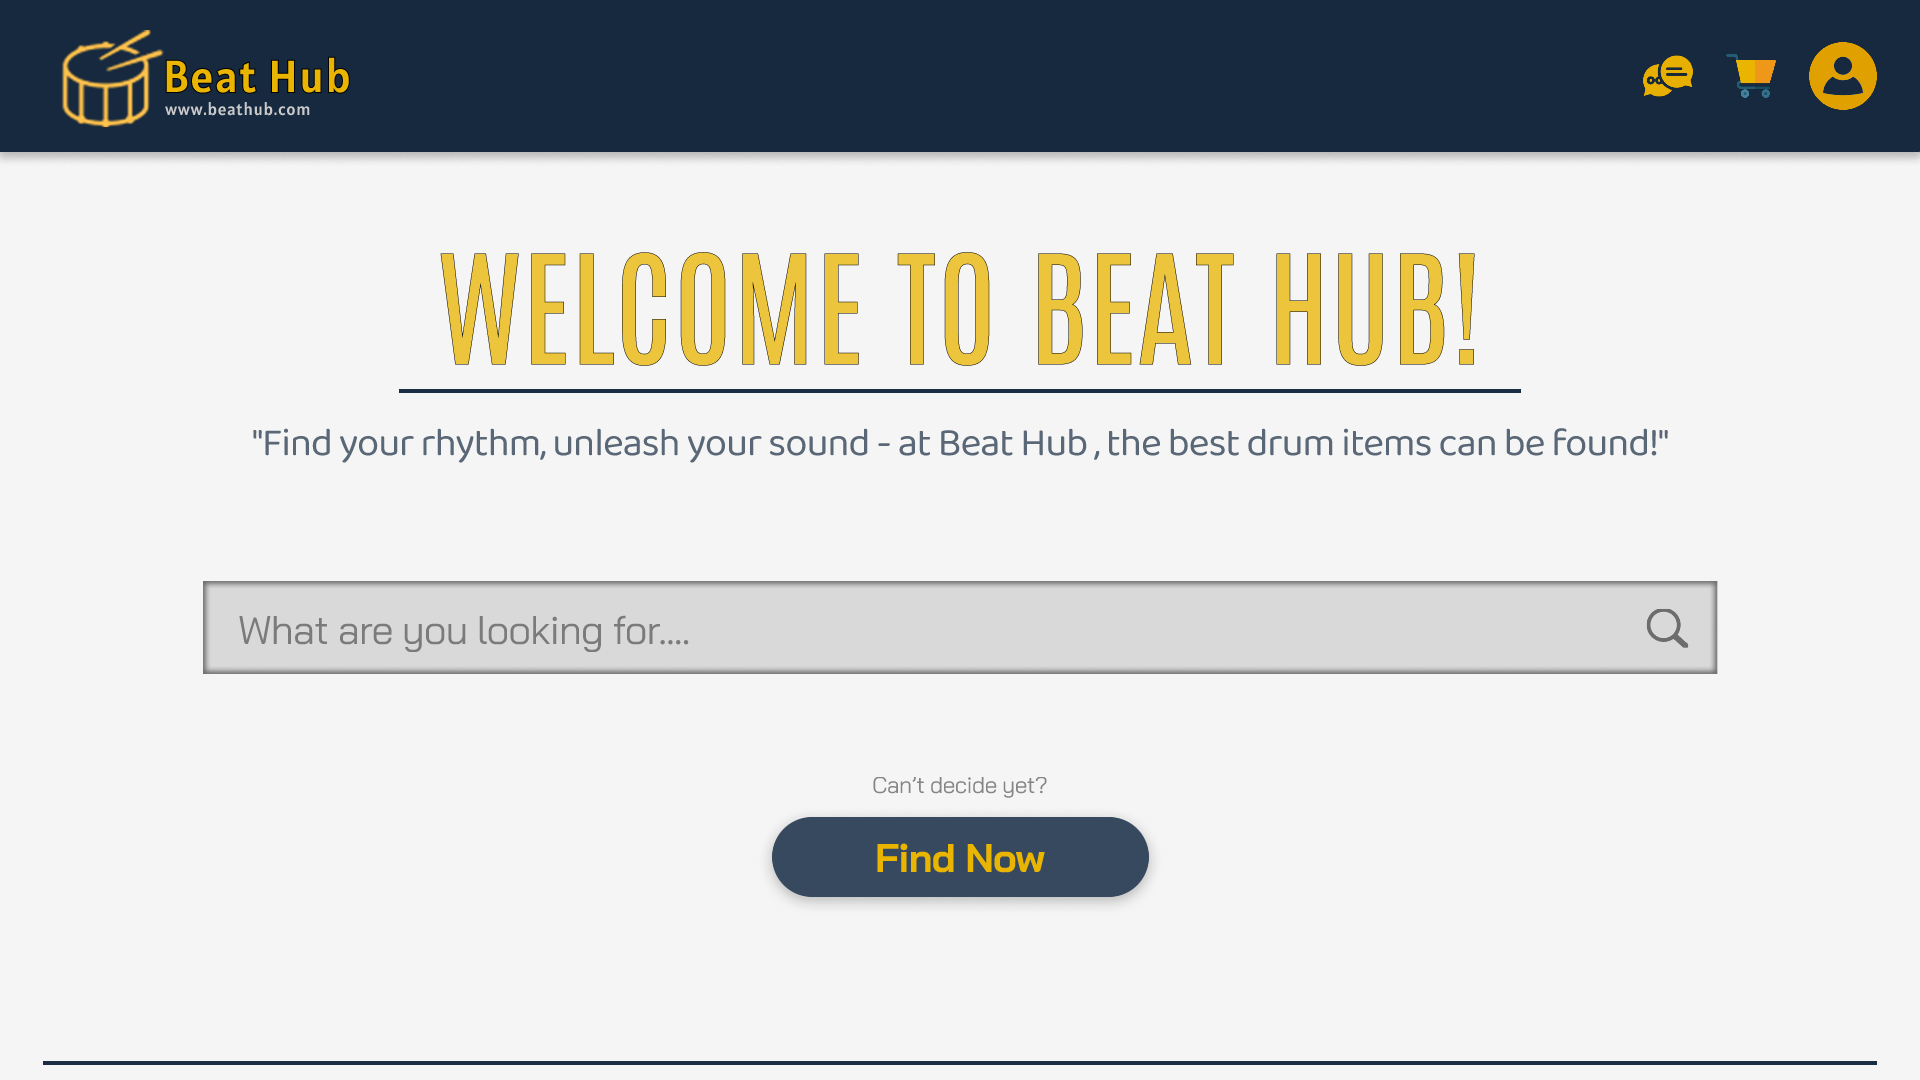 Beat Hub
www.beathub.com
WELCOME TO BEAT HUB!
"Find your rhythm, unleash your sound - at Beat Hub , the best drum items can be found!"
What are you looking for....
Can't decide yet?
Find Now